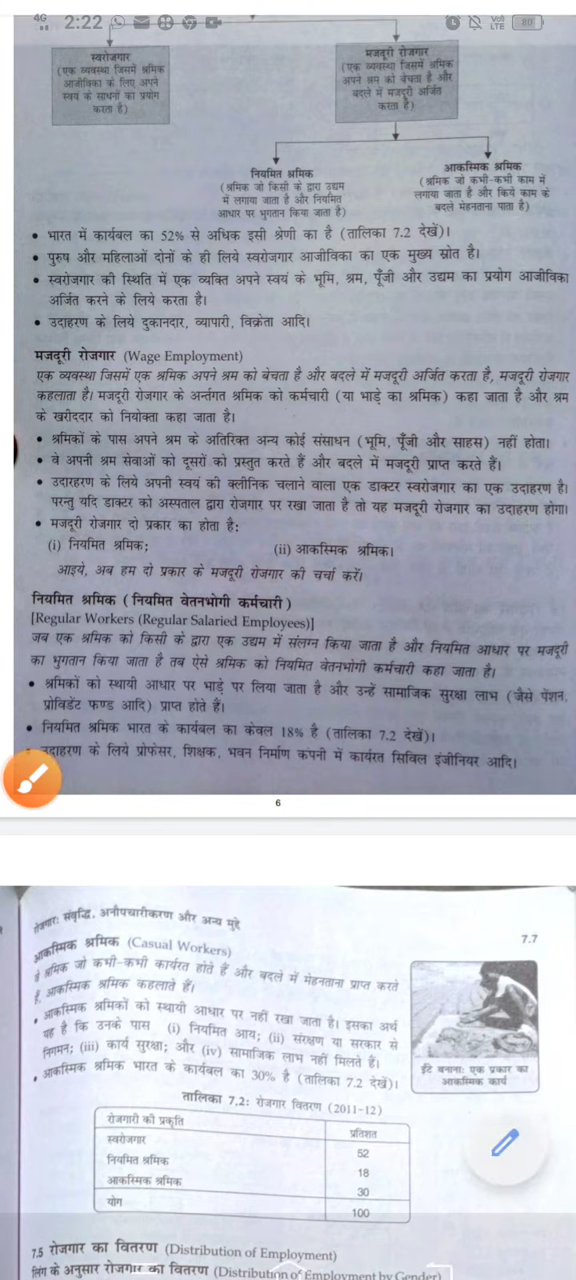 4G
2:22
Vo))
LTE
80
स्वरोजगार
(एक व्यवस्था जिसमें श्रमिक
आजीविका के लिए अपने
स्वयं के साधनों का प्रयोग
करता है)
मजदूरी रोजगार
(एक व्यवस्था जिसमें श्रमिक
अपने श्रम को बेचता है और
बदले में मजदूरी अर्जित
करता है)
नियमित श्रमिक
(श्रमिक जो किसी के द्वारा उद्यम
में लगाया जाता है और नियमित
आधार पर भुगतान किया जाता है)
आकस्मिक श्रमिक
(श्रमिक जो कभी-कभी काम में
लगाया जाता है और किये काम के
बदले मेहनताना पाता है)
• भारत में कार्यबल का 52% से अधिक इसी श्रेणी का है (तालिका 7.2 देखें)।
• पुरुष और महिलाओं दोनों के ही लिये स्वरोजगार आजीविका का एक मुख्य स्रोत है।
• स्वरोजगार की स्थिति में एक व्यक्ति अपने स्वयं के भूमि, श्रम, पूँजी और उद्यम का प्रयोग आजीविका
अर्जित करने के लिये करता है।
• उदाहरण के लिये दुकानदार, व्यापारी, विक्रेता आदि।
मजदूरी रोजगार (Wage Employment)
एक व्यवस्था जिसमें एक श्रमिक अपने श्रम को बेचता है और बदले में मजदूरी अर्जित करता है, मजदूरी रोजगार
कहलाता है। मजदूरी रोजगार के अर्न्तगत श्रमिक को कर्मचारी (या भाड़े का श्रमिक) कहा जाता है और श्रम
के खरीददार को नियोक्ता कहा जाता है।
• श्रमिकों के पास अपने श्रम के अतिरिक्त अन्य कोई संसाधन (भूमि, पूँजी और साहस) नहीं होता।
• वे अपनी श्रम सेवाओं को दूसरों को प्रस्तुत करते हैं और बदले में मजदूरी प्राप्त करते हैं।
• उदारहरण के लिये अपनी स्वयं की क्लीनिक चलाने वाला एक डाक्टर स्वरोजगार का एक उदाहरण है।
परन्तु यदि डाक्टर को अस्पताल द्वारा रोजगार पर रखा जाता है तो यह मजदूरी रोजगार का उदाहरण होगा।
• मजदूरी रोजगार दो प्रकार का होता है:
(i) नियमित श्रमिक; (ii) आकस्मिक श्रमिक।
आइये, अब हम दो प्रकार के मजदूरी रोजगार की चर्चा करें।
नियमित श्रमिक (नियमित वेतनभोगी कर्मचारी)
[Regular Workers (Regular Salaried Employees)]
जब एक श्रमिक को किसी के द्वारा एक उद्यम में संलग्न किया जाता है और नियमित आधार पर मजदूरी
का भुगतान किया जाता है तब ऐसे श्रमिक को नियमित वेतनभोगी कर्मचारी कहा जाता है।
• श्रमिकों को स्थायी आधार पर भाड़े पर लिया जाता है और उन्हें सामाजिक सुरक्षा लाभ (जैसे पेंशन,
प्रोविडेंट फण्ड आदि) प्राप्त होते हैं।
• नियमित श्रमिक भारत के कार्यबल का केवल 18% है (तालिका 7.2 देखें)।
उदाहरण के लिये प्रोफेसर, शिक्षक, भवन निर्माण कंपनी में कार्यरत सिविल इंजीनियर आदि।
6
रोजगार: संवृद्धि, अनौपचारीकरण और अन्य मुद्दे
7.7
आकस्मिक श्रमिक (Casual Workers)
वे श्रमिक जो कभी-कभी कार्यरत होते हैं और बदले में मेहनताना प्राप्त करते
हैं, आकस्मिक श्रमिक कहलाते हैं।
• आकस्मिक श्रमिकों को स्थायी आधार पर नहीं रखा जाता है। इसका अर्थ
यह है कि उनके पास (i) नियमित आय; (ii) संरक्षण या सरकार से
निगमन; (iii) कार्य सुरक्षा; और (iv) सामाजिक लाभ नहीं मिलते हैं।
• आकस्मिक श्रमिक भारत के कार्यबल का 30% है (तालिका 7.2 देखें)।
ईंटे बनाना: एक प्रकार का
आकस्मिक कार्य
तालिका 7.2: रोजगार वितरण (2011-12)
रोजगारी की प्रकृति प्रतिशत
स्वरोजगार 52
नियमित श्रमिक 18
आकस्मिक श्रमिक 30
योग 100
7.5 रोजगार का वितरण (Distribution of Employment)
लिंग के अनुसार रोजगार का वितरण (Distribution of Employment by Gender)